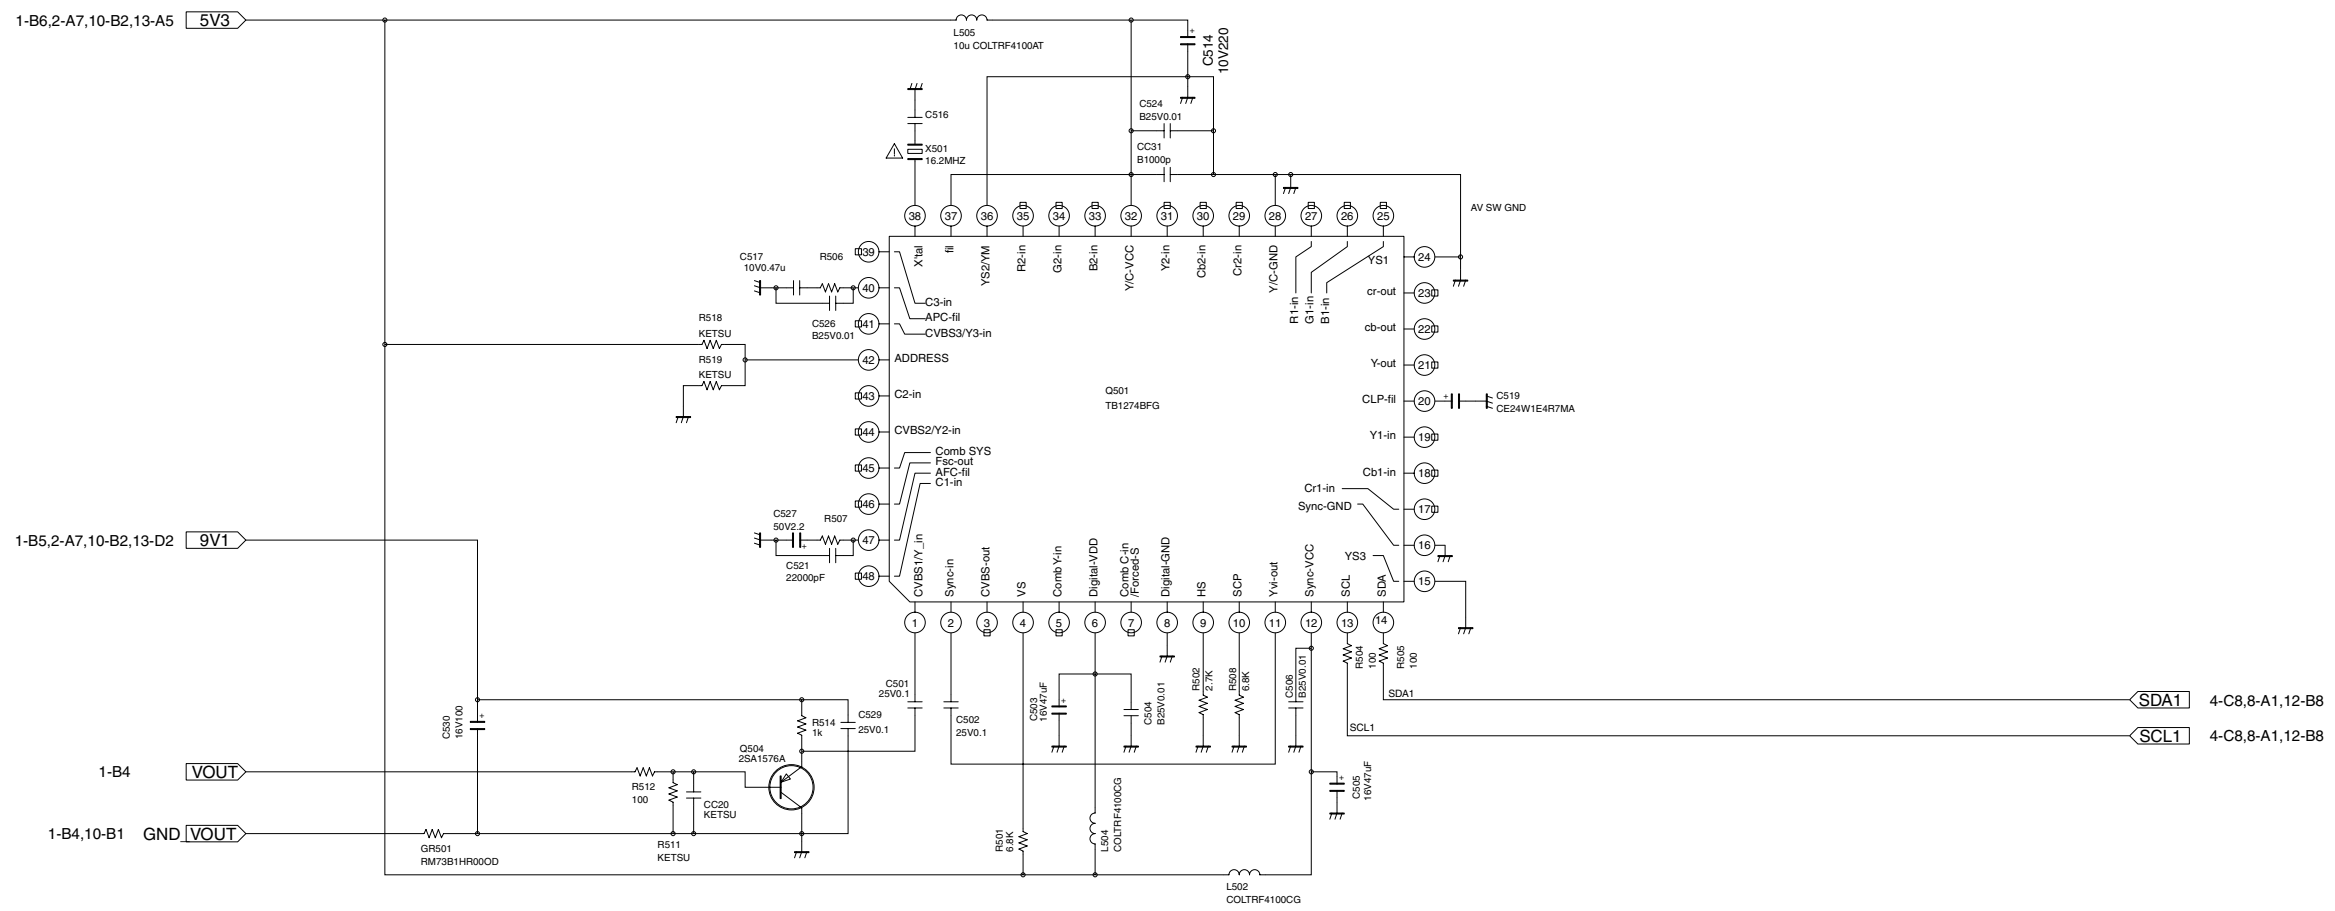 1-B6,2-A7,10-B2,13-A5 5V3
L505
10u COLTRF4100AT
+
C514
10V220
C516
X501
16.2MHZ
C524
B25V0.01
CC31
B1000p
38 37 36 35 34 33 32 31 30 29 28 27 26 25
AV SW GND
X'tal
fil
YS2/YM
R2-in
G2-in
B2-in
Y/C-VCC
Y2-in
Cb2-in
Cr2-in
Y/C-GND
R1-in
G1-in
B1-in
YS1
24
cr-out 23
cb-out 22
Y-out 21
CLP-fil 20
+
C519
CE24W1E4R7MA
Y1-in 19
Cb1-in 18
Cr1-in
17
Sync-GND
16
YS3
15
39
C3-in
C517
10V0.47u
R506
40
APC-fil
C526
B25V0.01
41
CVBS3/Y3-in
R518
KETSU
R519
KETSU
42 ADDRESS
43 C2-in
44 CVBS2/Y2-in
45
Comb SYS
Fsc-out
AFC-fil
C1-in
46
C527
50V2.2
+
R507
47
C521
22000pF
48
Q501
TB1274BFG
CVBS1/Y_in
Sync-in
CVBS-out
VS
Comb Y-in
Digital-VDD
Comb C-in
/Forced-S
Digital-GND
HS
SCP
Yvi-out
Sync-VCC
SCL
SDA
1 2 3 4 5 6 7 8 9 10 11 12 13 14
1-B5,2-A7,10-B2,13-D2 9V1
C530
16V100
+
R514
1k
C529
25V0.1
C501
25V0.1
C502
25V0.1
C503
16V47uF
+
C504
B25V0.01
R502
2.7K
R508
6.8K
C506
B25V0.01
R504
100
R505
100
SDA1
SDA1 4-C8,8-A1,12-B8
SCL1
SCL1 4-C8,8-A1,12-B8
Q504
2SA1576A
1-B4 VOUT
R512
100
CC20
KETSU
R511
KETSU
1-B4,10-B1 GND VOUT
GR501
RM73B1HR00OD
R501
6.8K
L504
COLTRF4100CG
+
C505
16V47uF
L502
COLTRF4100CG